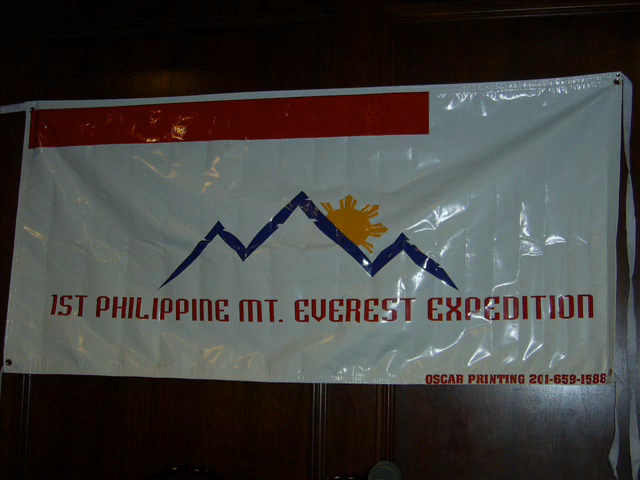 1ST PHILIPPINE MT. EVEREST EXPEDITION
OSCAR PRINTING 201-659-1588